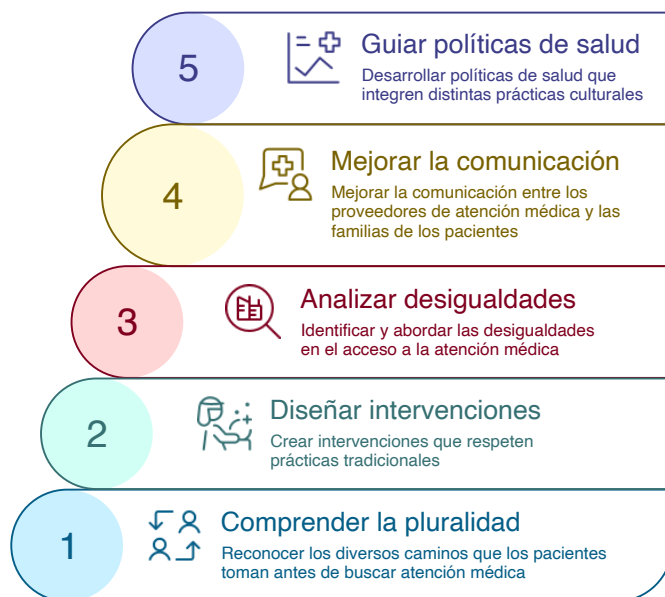 5
Guiar políticas de salud
Desarrollar políticas de salud que
integren distintas prácticas culturales
4
Mejorar la comunicación
Mejorar la comunicación entre los
proveedores de atención médica y las
familias de los pacientes
3
Analizar desigualdades
Identificar y abordar las desigualdades
en el acceso a la atención médica
2
Diseñar intervenciones
Crear intervenciones que respeten
prácticas tradicionales
1
Comprender la pluralidad
Reconocer los diversos caminos que los pacientes
toman antes de buscar atención médica